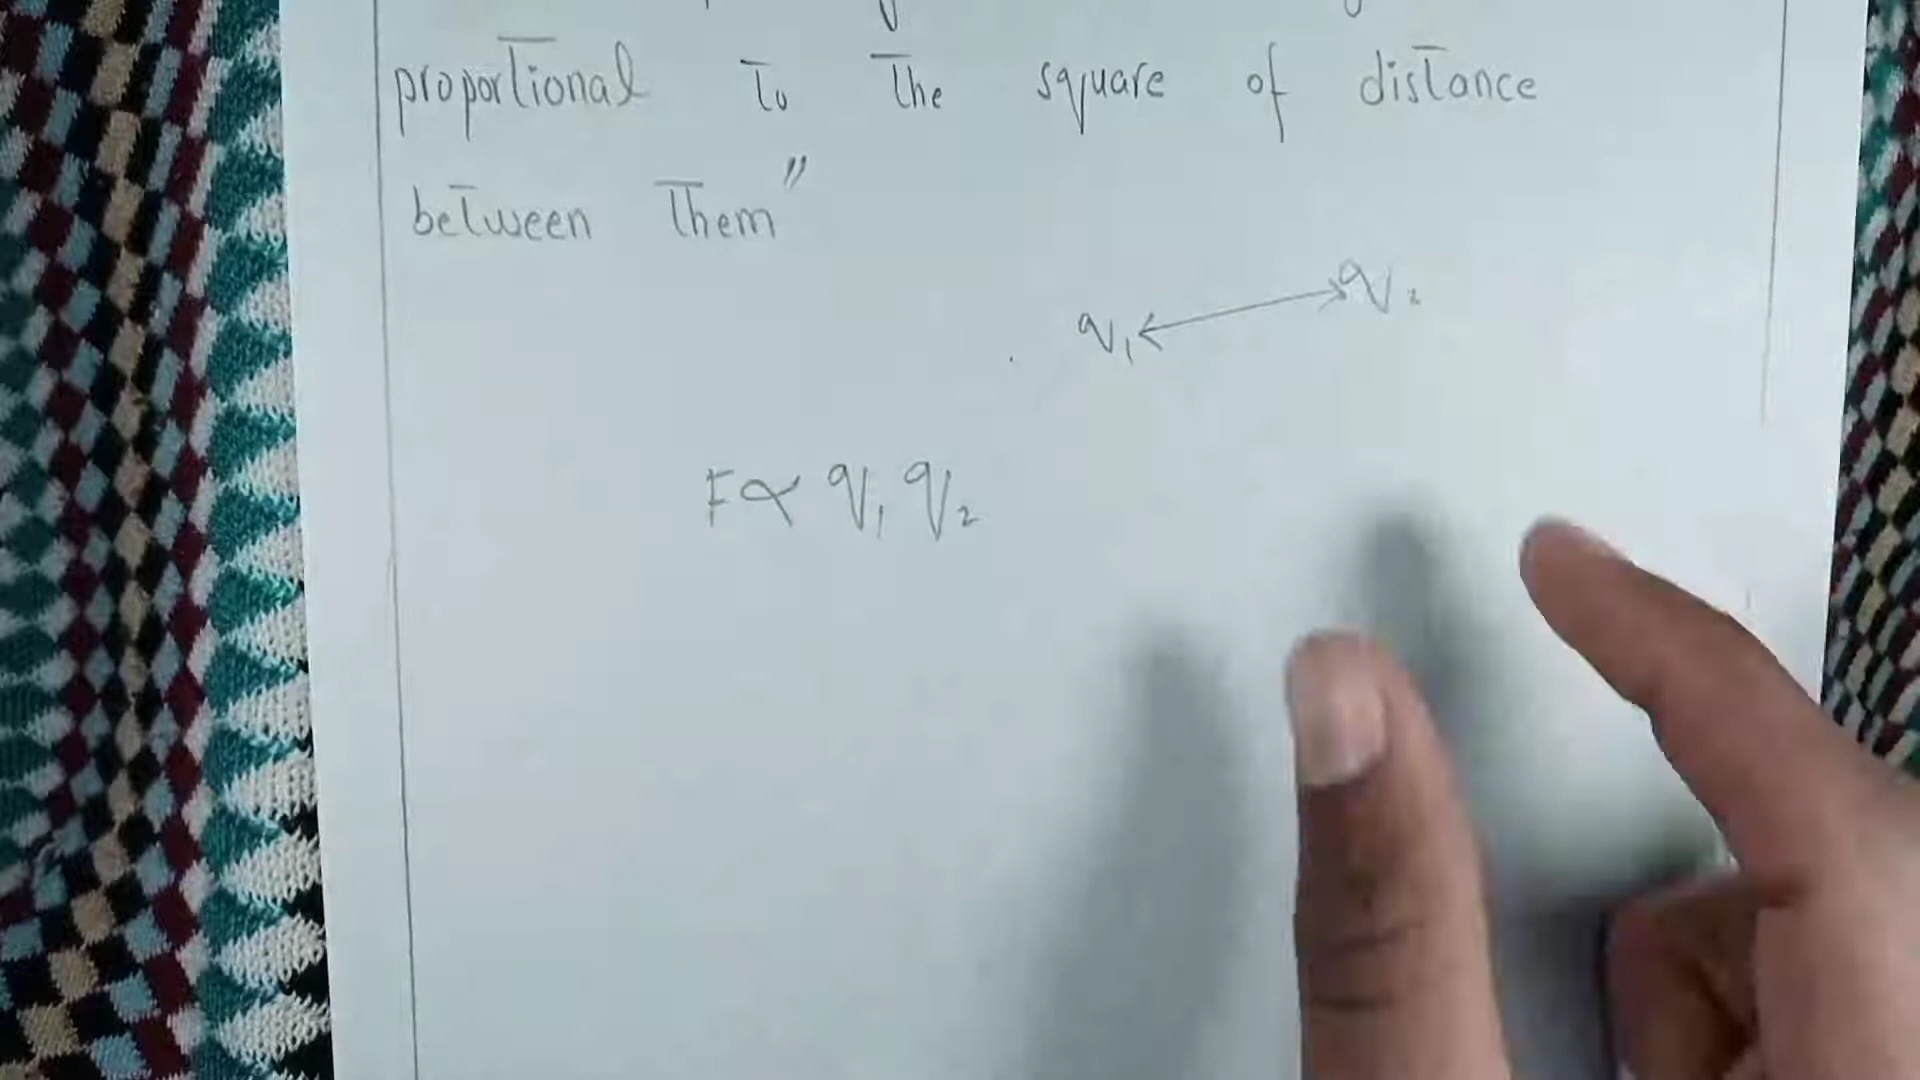 proportional to the square of distance
between them"
q₁ q₂
F ∝ q₁ q₂